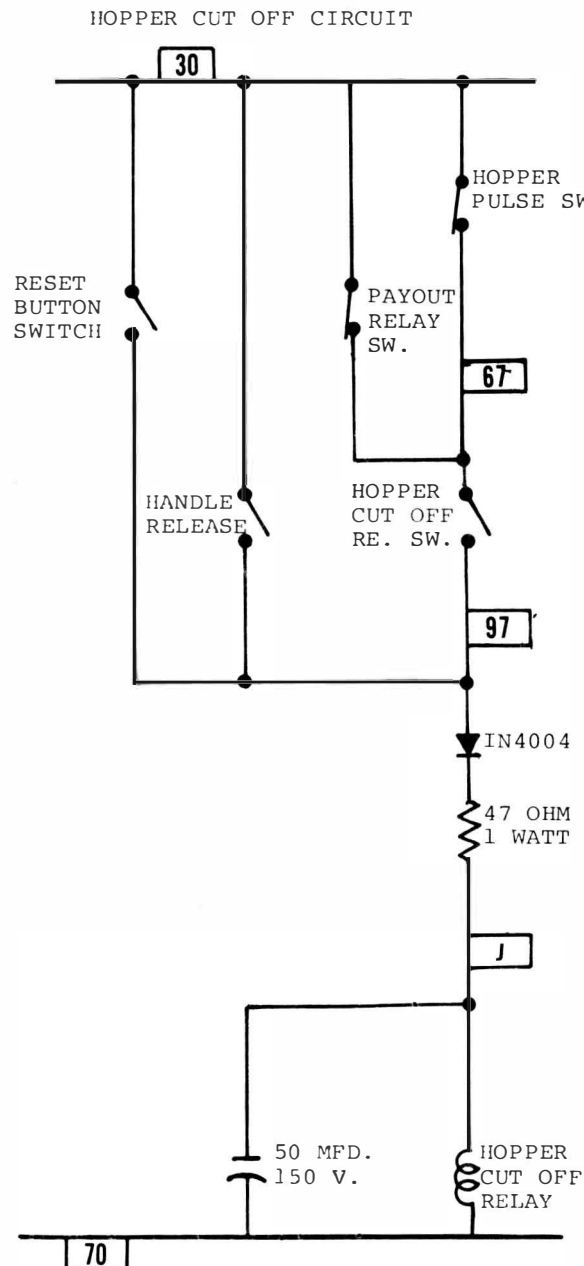 HOPPER CUT OFF CIRCUIT
30
HOPPER
PULSE SW
RESET
BUTTON
SWITCH
PAYOUT
RELAY
SW.
67
HANDLE
RELEASE
HOPPER
CUT OFF
RE. SW.
97
IN4004
47 OHM
1 WATT
J
50 MFD.
150 V.
HOPPER
CUT OFF
RELAY
70